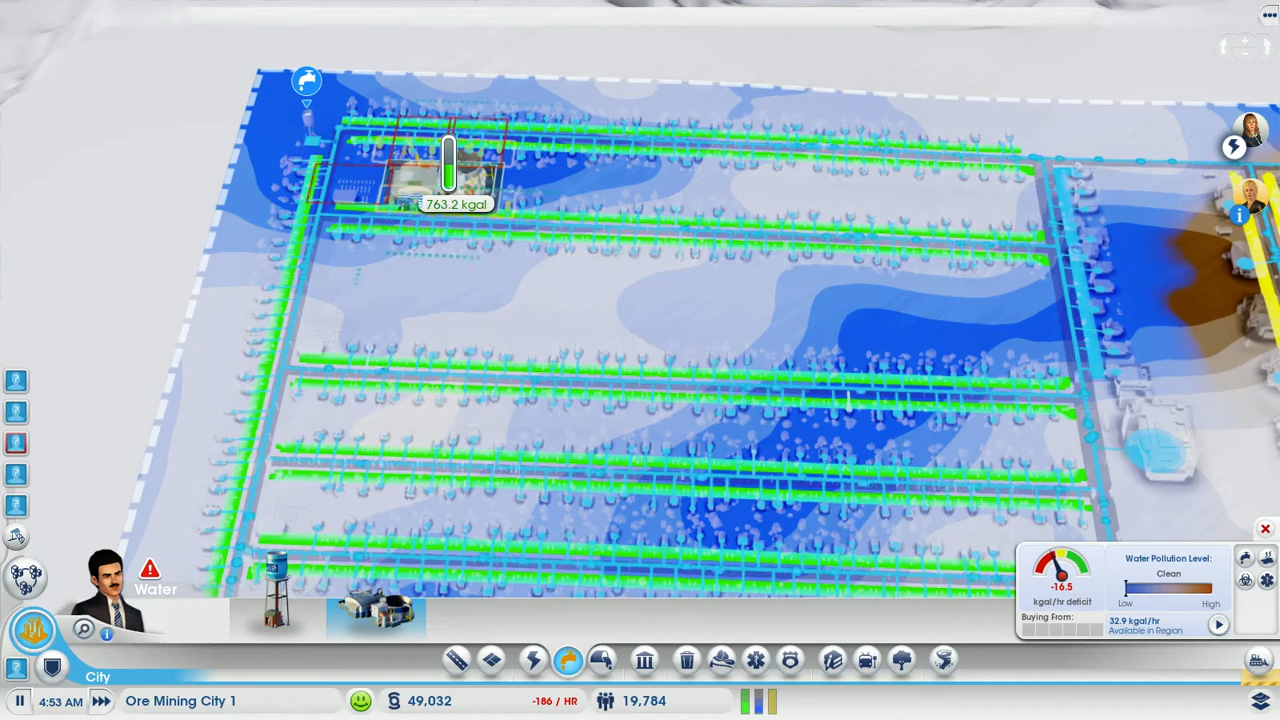 763.2 kgal
Water
-16.5
kgal/hr deficit
Buying From:
Water Pollution Level:
Clean
Low
High
32.9 kgal/hr
Available in Region
City
4:53 AM
Ore Mining City 1
49,032
-186 / HR
19,784